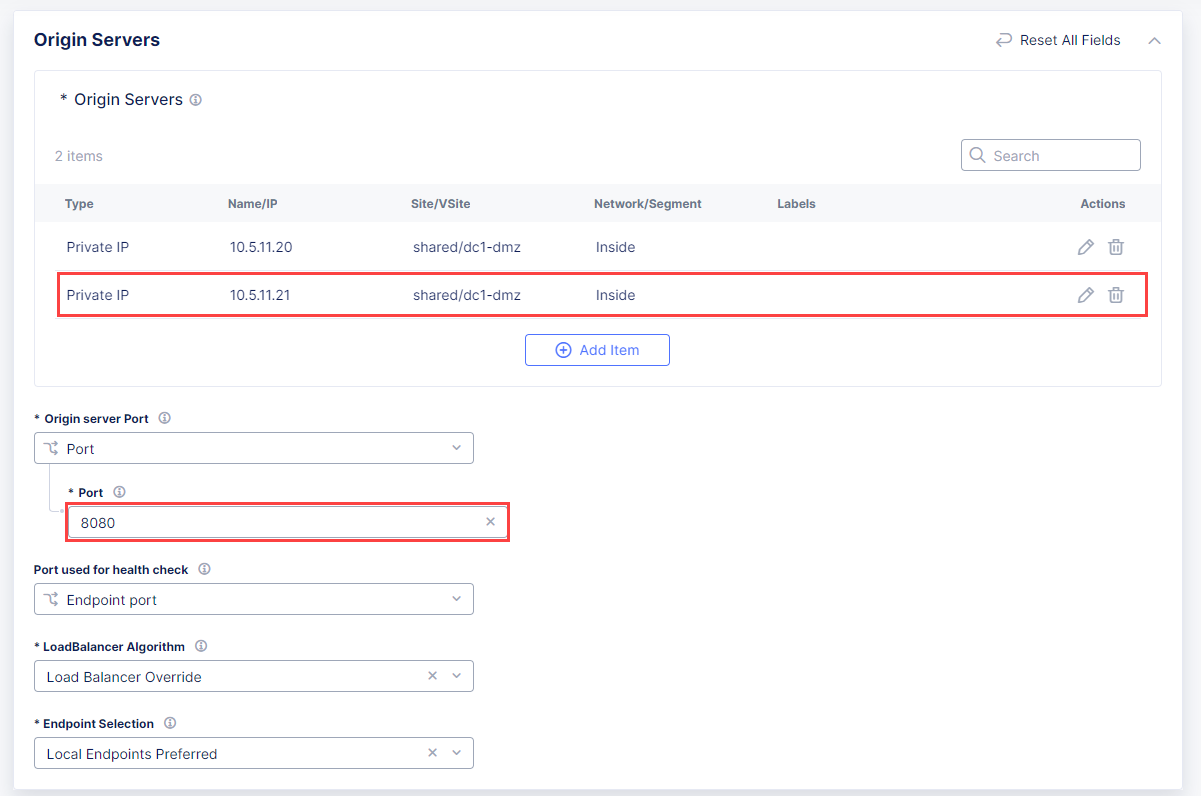 Origin Servers
Reset All Fields
* Origin Servers
2 items
Search
Type Name/IP Site/VSite Network/Segment Labels Actions
Private IP 10.5.11.20 shared/dc1-dmz Inside
Private IP 10.5.11.21 shared/dc1-dmz Inside
Add Item
* Origin server Port
Port
* Port
8080
Port used for health check
Endpoint port
* LoadBalancer Algorithm
Load Balancer Override
* Endpoint Selection
Local Endpoints Preferred